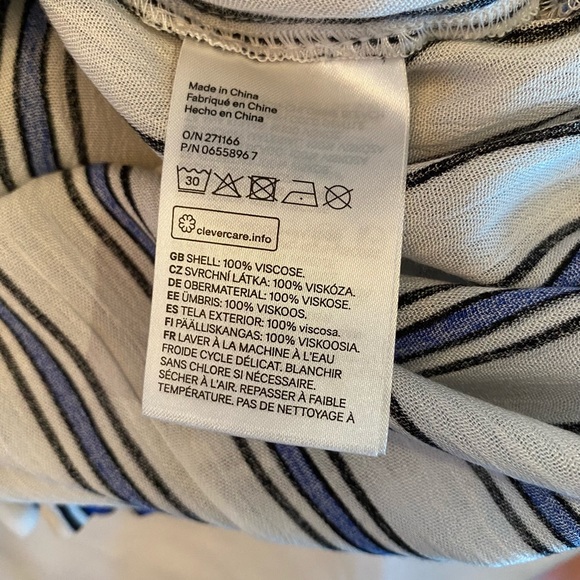 Made in China
Fabriqué en Chine
Hecho en China
O/N 271166
P/N 0655896 7
30
clevercare.info
GB SHELL: 100% VISCOSE.
CZ SVRCHNÍ LÁTKA: 100% VISKÓZA.
DE OBERMATERIAL: 100% VISKOSE.
EE ÜMBRIS: 100% VISKOOS.
ES TELA EXTERIOR: 100% viscosa.
FI PÄÄLLISKANGAS: 100% VISKOOSIA.
FR LAVER À LA MACHINE À L'EAU
FROIDE CYCLE DÉLICAT. BLANCHIR
SANS CHLORE SI NÉCESSAIRE.
SÉCHER À L'AIR. REPASSER À FAIBLE
TEMPÉRATURE. PAS DE NETTOYAGE À